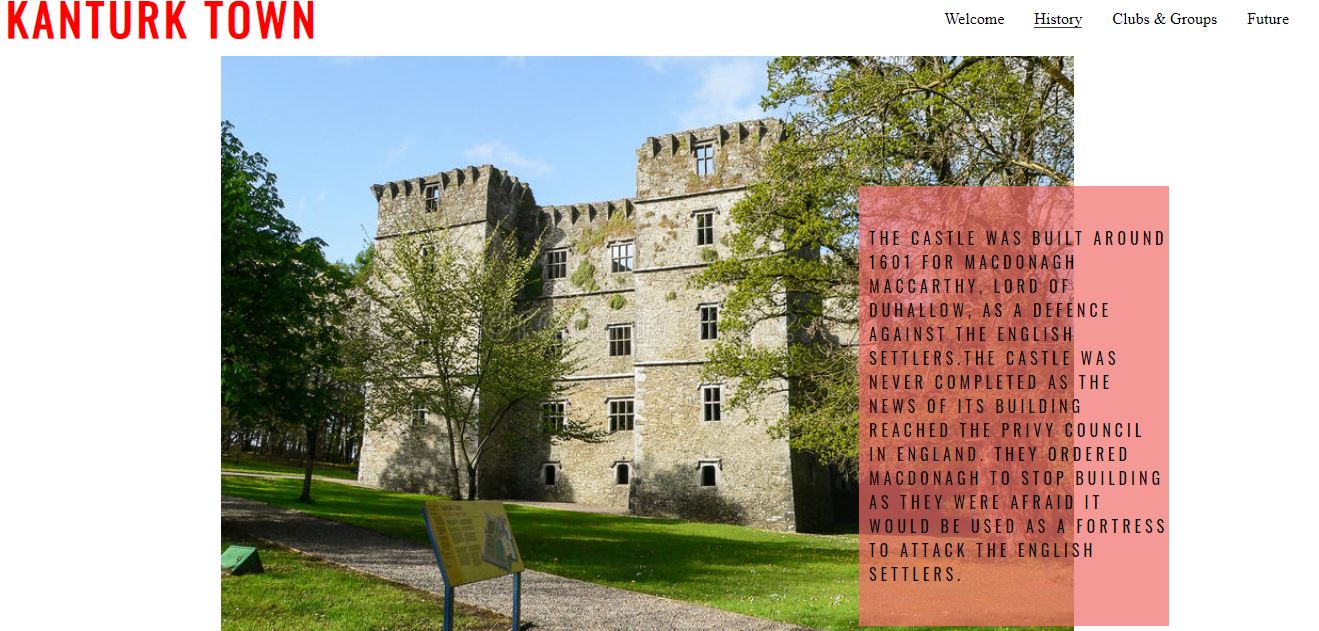 KANTURK TOWN
Welcome History Clubs & Groups Future
THE CASTLE WAS BUILT AROUND
1601 FOR MACDONAGH
MACCARTHY, LORD OF
DUHALLOW, AS A DEFENCE
AGAINST THE ENGLISH
SETTLERS.THE CASTLE WAS
NEVER COMPLETED AS THE
NEWS OF ITS BUILDING
REACHED THE PRIVY COUNCIL
IN ENGLAND. THEY ORDERED
MACDONAGH TO STOP BUILDING
AS THEY WERE AFRAID IT
WOULD BE USED AS A FORTRESS
TO ATTACK THE ENGLISH
SETTLERS.